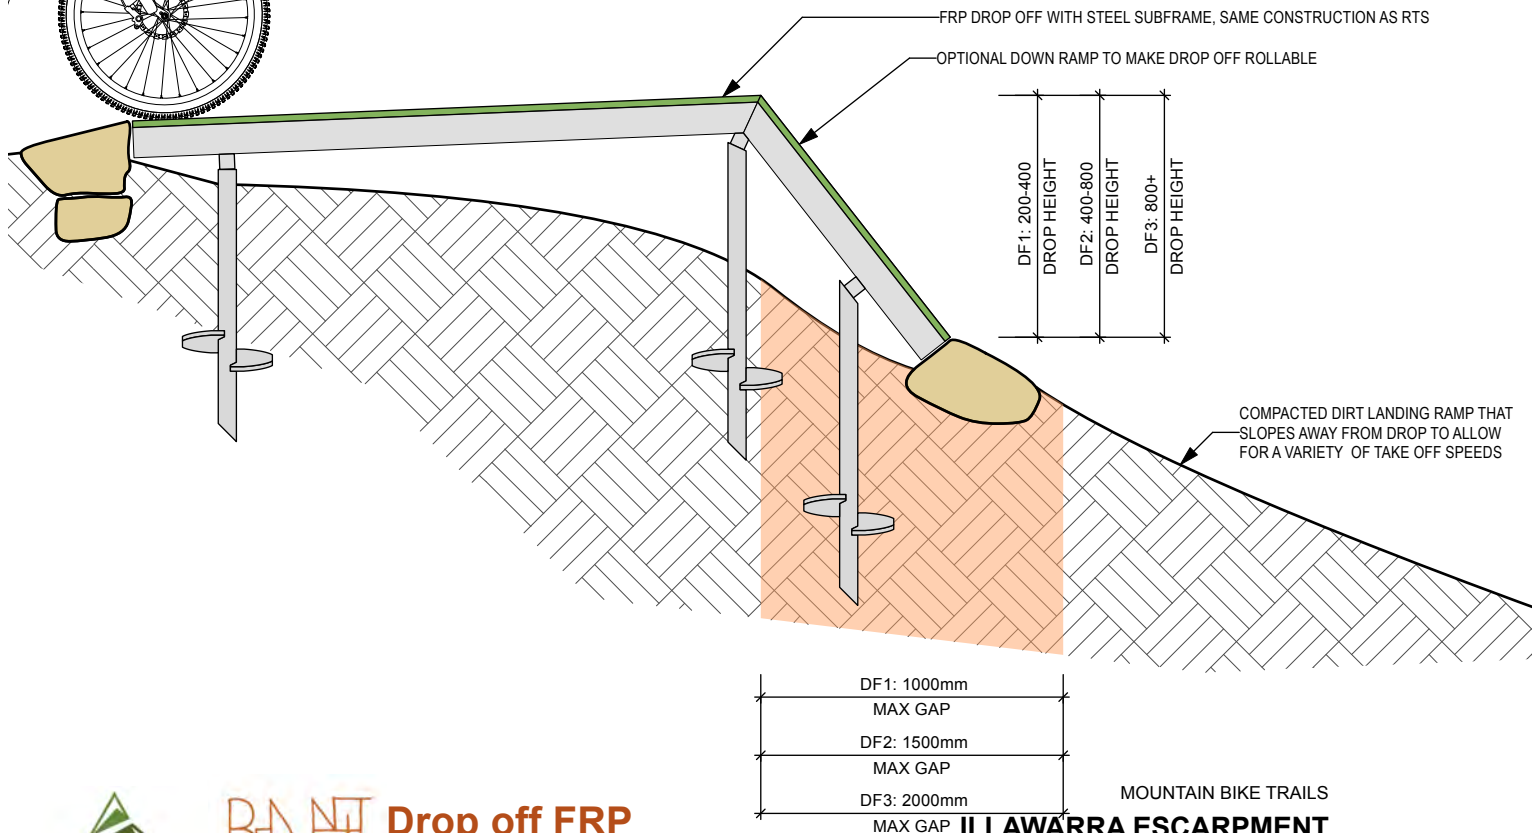 FRP DROP OFF WITH STEEL SUBFRAME, SAME CONSTRUCTION AS RTS
OPTIONAL DOWN RAMP TO MAKE DROP OFF ROLLABLE
DF1: 200-400
DROP HEIGHT
DF2: 400-800
DROP HEIGHT
DF3: 800+
DROP HEIGHT
COMPACTED DIRT LANDING RAMP THAT
SLOPES AWAY FROM DROP TO ALLOW
FOR A VARIETY OF TAKE OFF SPEEDS
DF1: 1000mm
MAX GAP
DF2: 1500mm
MAX GAP
DF3: 2000mm
MAX GAP
Drop off FRP
MOUNTAIN BIKE TRAILS
ILLAWARRA ESCARPMENT